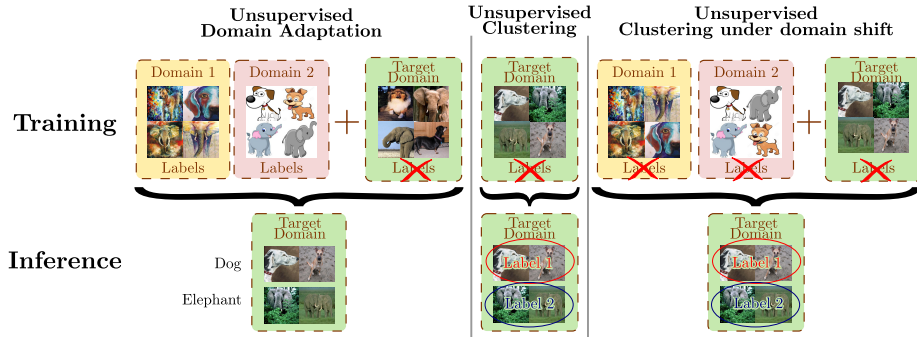 Unsupervised
Domain Adaptation
Unsupervised
Clustering
Unsupervised
Clustering under domain shift
Training
Domain 1
Labels
Domain 2
Labels
+
Target
Domain
Labels
Target
Domain
Labels
Domain 1
Labels
Domain 2
Labels
+
Target
Domain
Labels
Inference
Dog
Elephant
Target
Domain
Target
Domain
Label 1
Label 2
Target
Domain
Label 1
Label 2